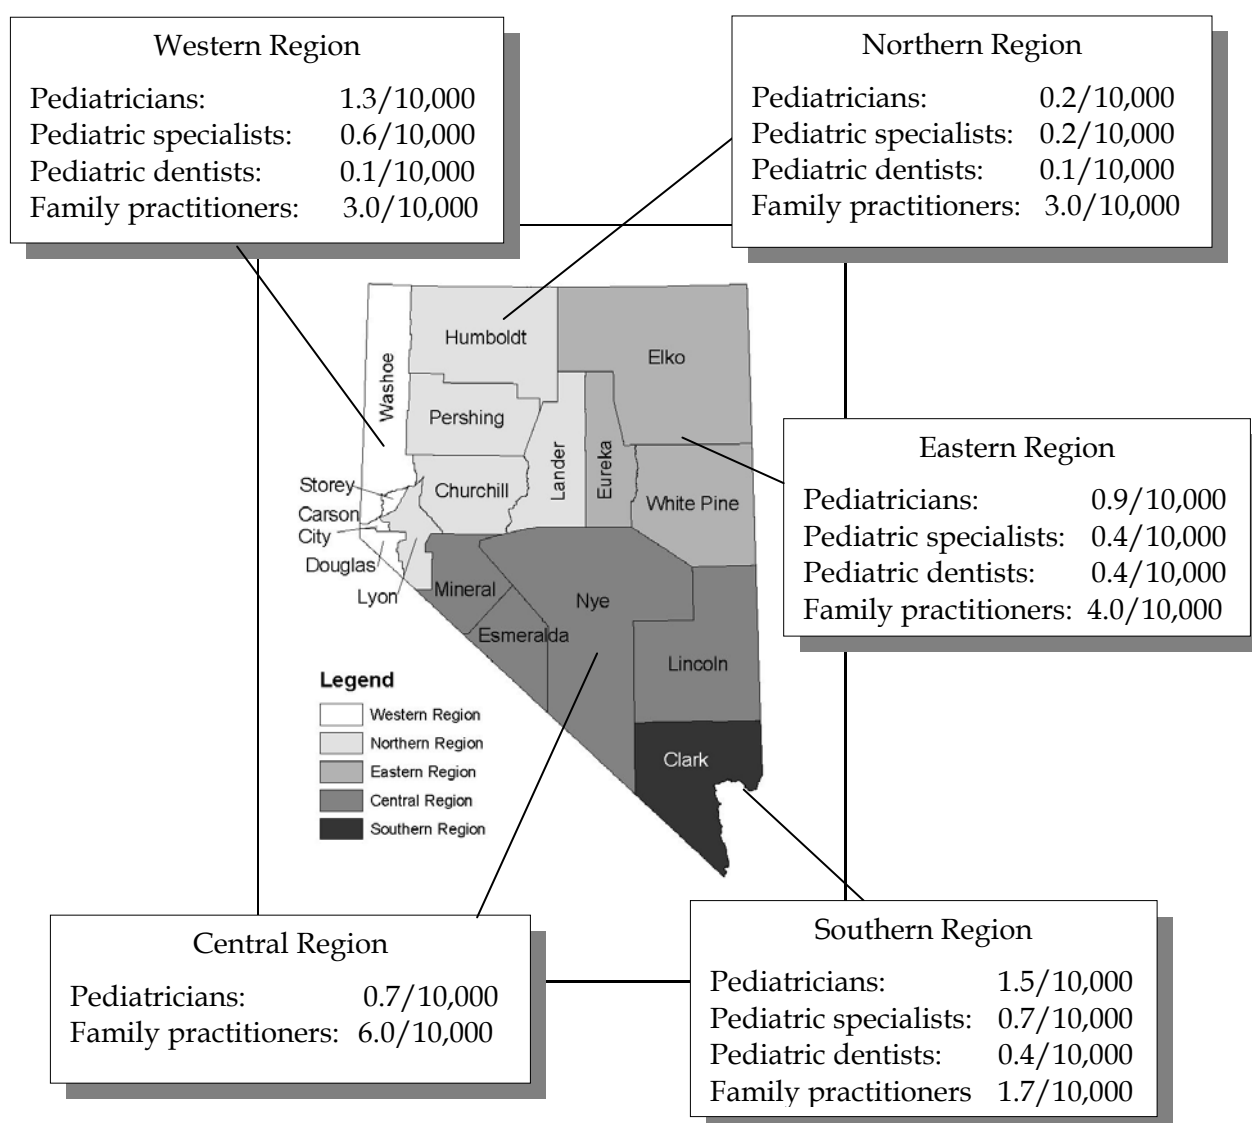 Western Region
Pediatricians: 1.3/10,000
Pediatric specialists: 0.6/10,000
Pediatric dentists: 0.1/10,000
Family practitioners: 3.0/10,000
Northern Region
Pediatricians: 0.2/10,000
Pediatric specialists: 0.2/10,000
Pediatric dentists: 0.1/10,000
Family practitioners: 3.0/10,000
Humboldt
Elko
Washoe
Pershing
Lander
Eureka
Storey
Churchill
White Pine
Carson
City
Douglas
Lyon
Mineral
Nye
Esmeralda
Lincoln
Clark
Eastern Region
Pediatricians: 0.9/10,000
Pediatric specialists: 0.4/10,000
Pediatric dentists: 0.4/10,000
Family practitioners: 4.0/10,000
Legend
Western Region
Northern Region
Eastern Region
Central Region
Southern Region
Central Region
Pediatricians: 0.7/10,000
Family practitioners: 6.0/10,000
Southern Region
Pediatricians: 1.5/10,000
Pediatric specialists: 0.7/10,000
Pediatric dentists: 0.4/10,000
Family practitioners 1.7/10,000